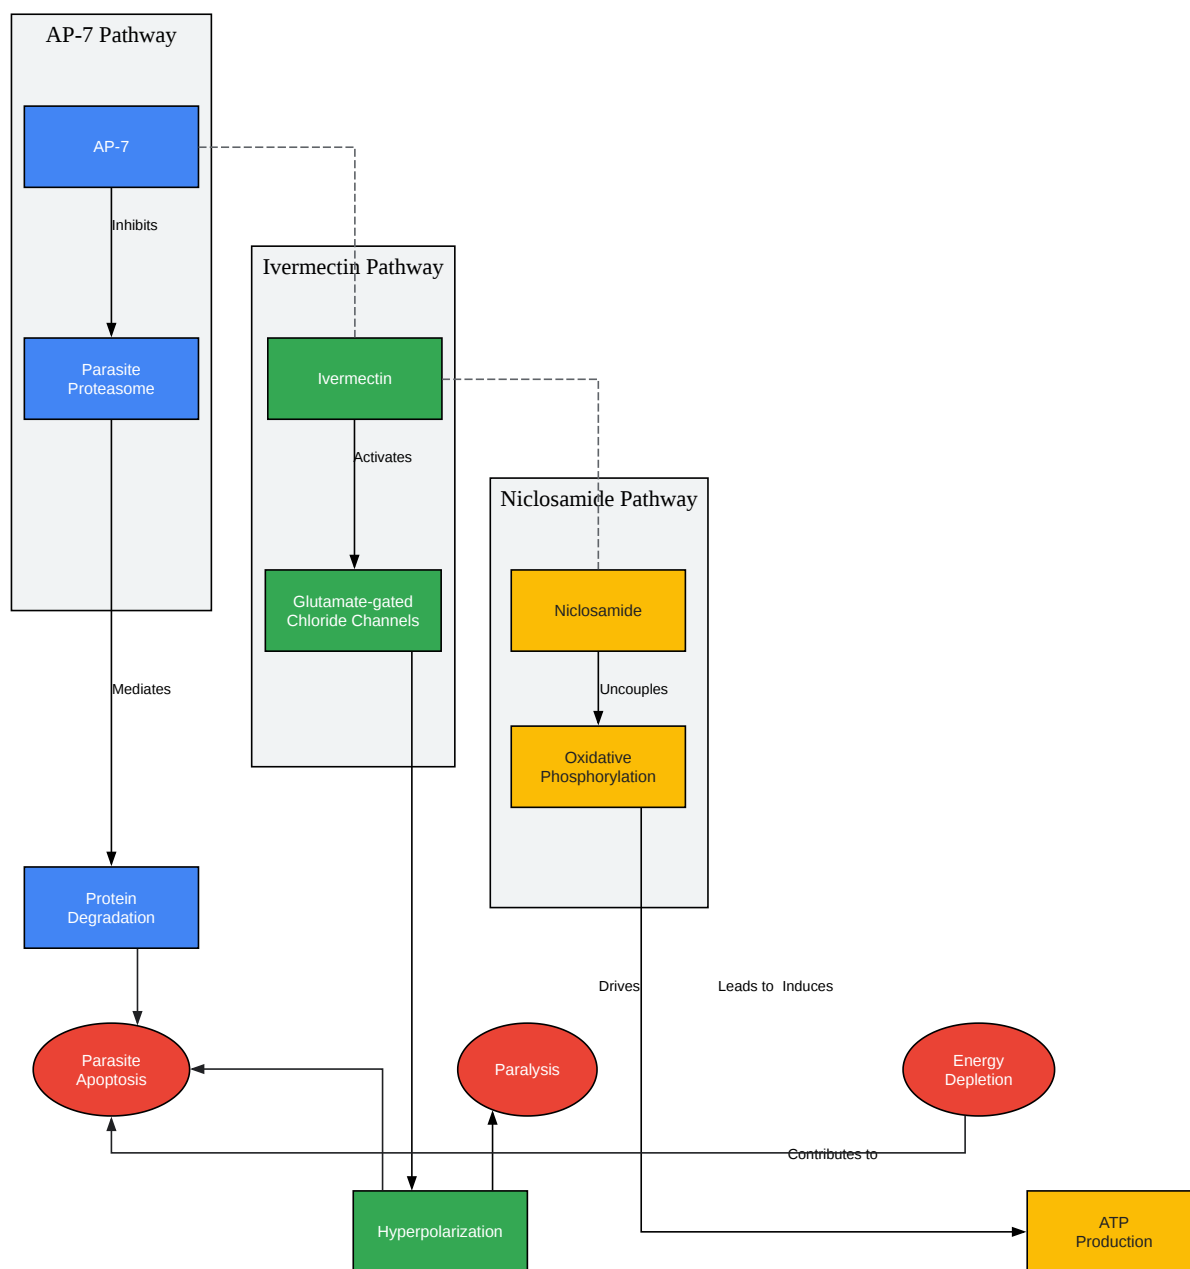 AP-7 Pathway
AP-7
Inhibits
Ivermectin Pathway
Parasite
Proteasome
Ivermectin
Activates
Niclosamide Pathway
Glutamate-gated
Chloride Channels
Niclosamide
Mediates
Uncouples
Oxidative
Phosphorylation
Protein
Degradation
Drives
Leads to Induces
Parasite
Apoptosis
Paralysis
Energy
Depletion
Contributes to
Hyperpolarization
ATP
Production